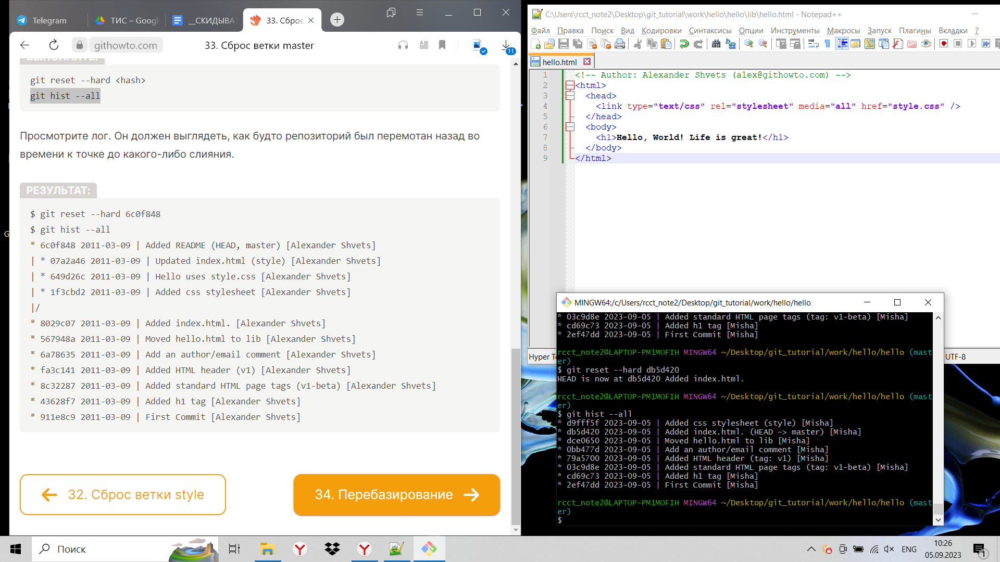 Telegram
ТИС – Googl
__СКИДЫВАТ
33. Сброс
githowto.com
33. Сброс ветки master
11
ВЫПОЛНИТЕ:
git reset --hard <hash>
git hist --all
Просмотрите лог. Он должен выглядеть, как будто репозиторий был перемотан назад во
времени к точке до какого-либо слияния.
РЕЗУЛЬТАТ:
$ git reset --hard 6c0f848
$ git hist --all
* 6c0f848 2011-03-09 | Added README (HEAD, master) [Alexander Shvets]
| * 07a2a46 2011-03-09 | Updated index.html (style) [Alexander Shvets]
| * 649d26c 2011-03-09 | Hello uses style.css [Alexander Shvets]
| * 1f3cbd2 2011-03-09 | Added css stylesheet [Alexander Shvets]
|/
* 8029c07 2011-03-09 | Added index.html. [Alexander Shvets]
* 567948a 2011-03-09 | Moved hello.html to lib [Alexander Shvets]
* 6a78635 2011-03-09 | Add an author/email comment [Alexander Shvets]
* fa3c141 2011-03-09 | Added HTML header (v1) [Alexander Shvets]
* 8c32287 2011-03-09 | Added standard HTML page tags (v1-beta) [Alexander Shvets]
* 43628f7 2011-03-09 | Added h1 tag [Alexander Shvets]
* 911e8c9 2011-03-09 | First Commit [Alexander Shvets]
32. Сброс ветки style
34. Перебазирование
G
C:\Users\rcct_note2\Desktop\git_tutorial\work\hello\hello\lib\hello.html - Notepad++
Файл Правка Поиск Вид Кодировки Синтаксисы Опции Инструменты Макросы Запуск Плагины Вкладки ?
hello.html
1 <!-- Author: Alexander Shvets (alex@githowto.com) -->
2 <html>
3 <head>
4 <link type="text/css" rel="stylesheet" media="all" href="style.css" />
5 </head>
6 <body>
7 <h1>Hello, World! Life is great!</h1>
8 </body>
9 </html>
Hyper Te
UTF-8
MINGW64:/c/Users/rcct_note2/Desktop/git_tutorial/work/hello/hello
* 03c9d8e 2023-09-05 | Added standard HTML page tags (tag: v1-beta) [Misha]
* cd69c73 2023-09-05 | Added h1 tag [Misha]
* 2ef47dd 2023-09-05 | First Commit [Misha]
rcct_note2@LAPTOP-PM1MOFIH MINGW64 ~/Desktop/git_tutorial/work/hello/hello (mast
er)
$ git reset --hard db5d420
HEAD is now at db5d420 Added index.html.
rcct_note2@LAPTOP-PM1MOFIH MINGW64 ~/Desktop/git_tutorial/work/hello/hello (mast
er)
$ git hist --all
* d9fff5f 2023-09-05 | Added css stylesheet (style) [Misha]
* db5d420 2023-09-05 | Added index.html. (HEAD -> master) [Misha]
* dce0650 2023-09-05 | Moved hello.html to lib [Misha]
* 0bb477d 2023-09-05 | Add an author/email comment [Misha]
* 79a5700 2023-09-05 | Added HTML header (tag: v1) [Misha]
* 03c9d8e 2023-09-05 | Added standard HTML page tags (tag: v1-beta) [Misha]
* cd69c73 2023-09-05 | Added h1 tag [Misha]
* 2ef47dd 2023-09-05 | First Commit [Misha]
rcct_note2@LAPTOP-PM1MOFIH MINGW64 ~/Desktop/git_tutorial/work/hello/hello (mast
er)
$
Поиск
ENG
10:26
05.09.2023
1